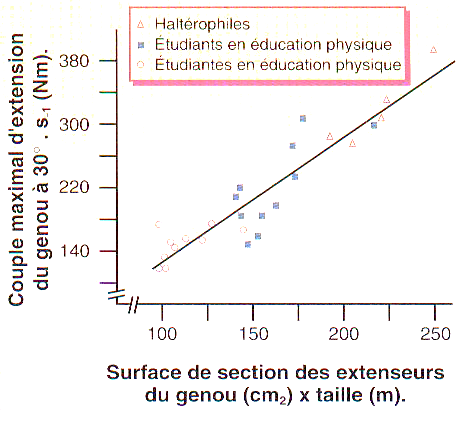 Haltérophiles
Étudiants en éducation physique
Étudiantes en éducation physique
Couple maximal d'extension
du genou à 30° . s-1 (Nm).
380
300
220
140
100
150
200
250
Surface de section des extenseurs
du genou (cm2) x taille (m).